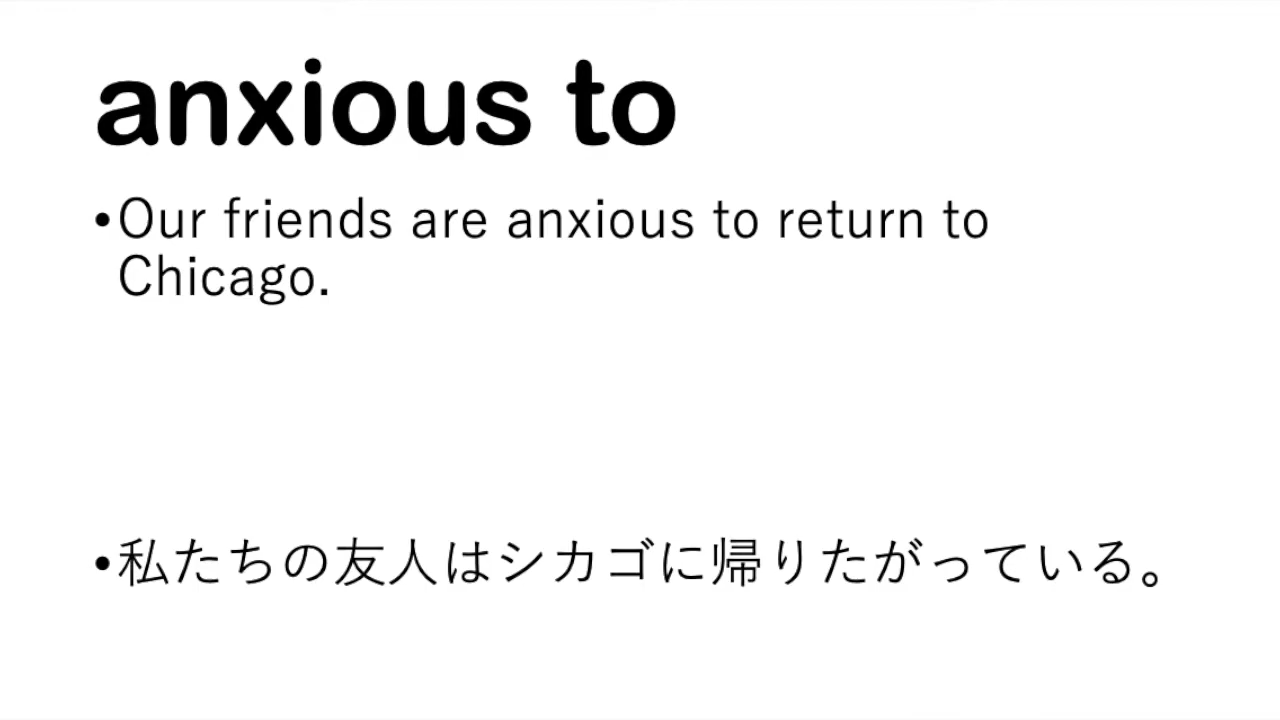 anxious to
•Our friends are anxious to return to
Chicago.
•私たちの友人はシカゴに帰りたがっている。